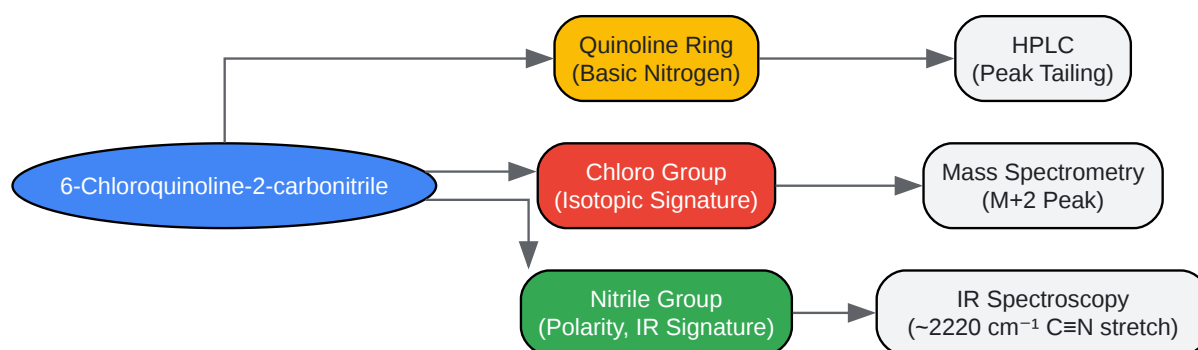 Quinoline Ring
(Basic Nitrogen)
HPLC
(Peak Tailing)
6-Chloroquinoline-2-carbonitrile
Chloro Group
(Isotopic Signature)
Mass Spectrometry
(M+2 Peak)
Nitrile Group
(Polarity, IR Signature)
IR Spectroscopy
(~2220 cm⁻¹ C≡N stretch)